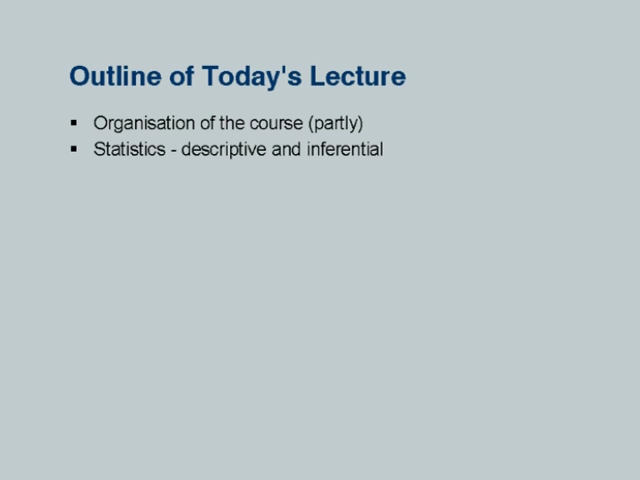 Outline of Today's Lecture
▪ Organisation of the course (partly)
▪ Statistics - descriptive and inferential